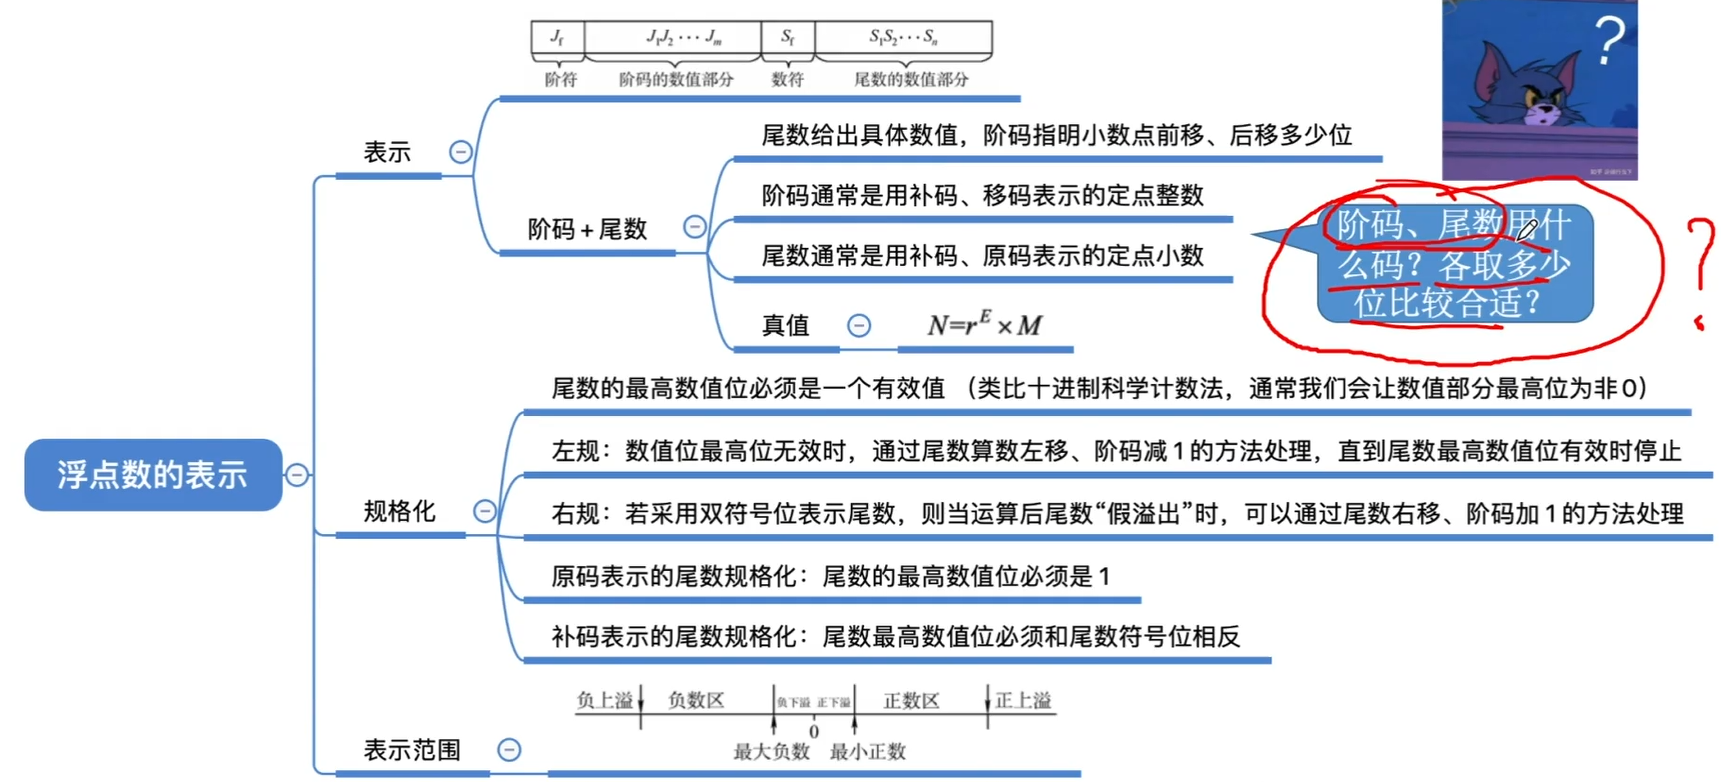 J_f J_1J_2 ··· J_m S_f S_1S_2 ··· S_n
阶符 阶码的数值部分 数符 尾数的数值部分
?
表示
尾数给出具体数值，阶码指明小数点前移、后移多少位
阶码通常是用补码、移码表示的定点整数
阶码+尾数
尾数通常是用补码、原码表示的定点小数
真值
N=r^E×M
阶码、尾数用什
么码？各取多少
位比较合适？
?
浮点数的表示
规格化
尾数的最高数值位必须是一个有效值 （类比十进制科学计数法，通常我们会让数值部分最高位为非0）
左规：数值位最高位无效时，通过尾数算数左移、阶码减1的方法处理，直到尾数最高数值位有效时停止
右规：若采用双符号位表示尾数，则当运算后尾数“假溢出”时，可以通过尾数右移、阶码加1的方法处理
原码表示的尾数规格化：尾数的最高数值位必须是1
补码表示的尾数规格化：尾数最高数值位必须和尾数符号位相反
表示范围
负上溢 负数区 负下溢 正下溢 正数区 正上溢
0
最大负数 最小正数